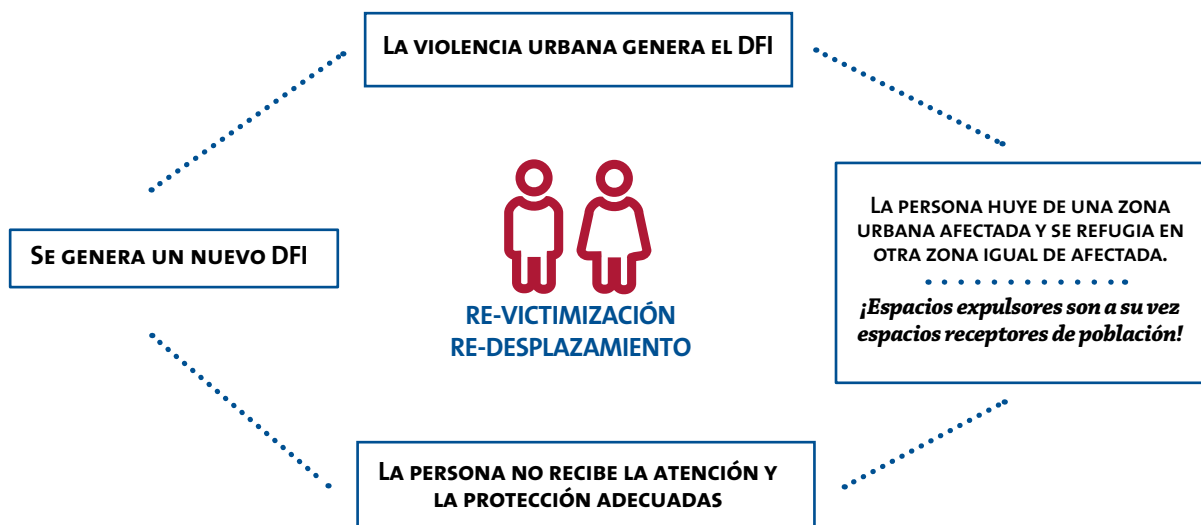 La violencia urbana genera el DFI
La persona huye de una zona
urbana afectada y se refugia en
otra zona igual de afectada.
¡Espacios expulsores son a su vez
espacios receptores de población!
Se genera un nuevo DFI
RE-VICTIMIZACIÓN
RE-DESPLAZAMIENTO
La persona no recibe la atención y
la protección adecuadas